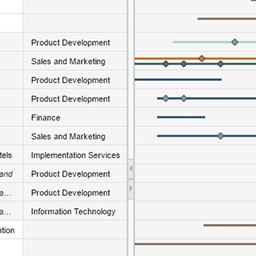 Product Development
Sales and Marketing
Product Development
Product Development
Finance
Sales and Marketing
tels Implementation Services
and Product Development
a... Product Development
a... Information Technology
ntion